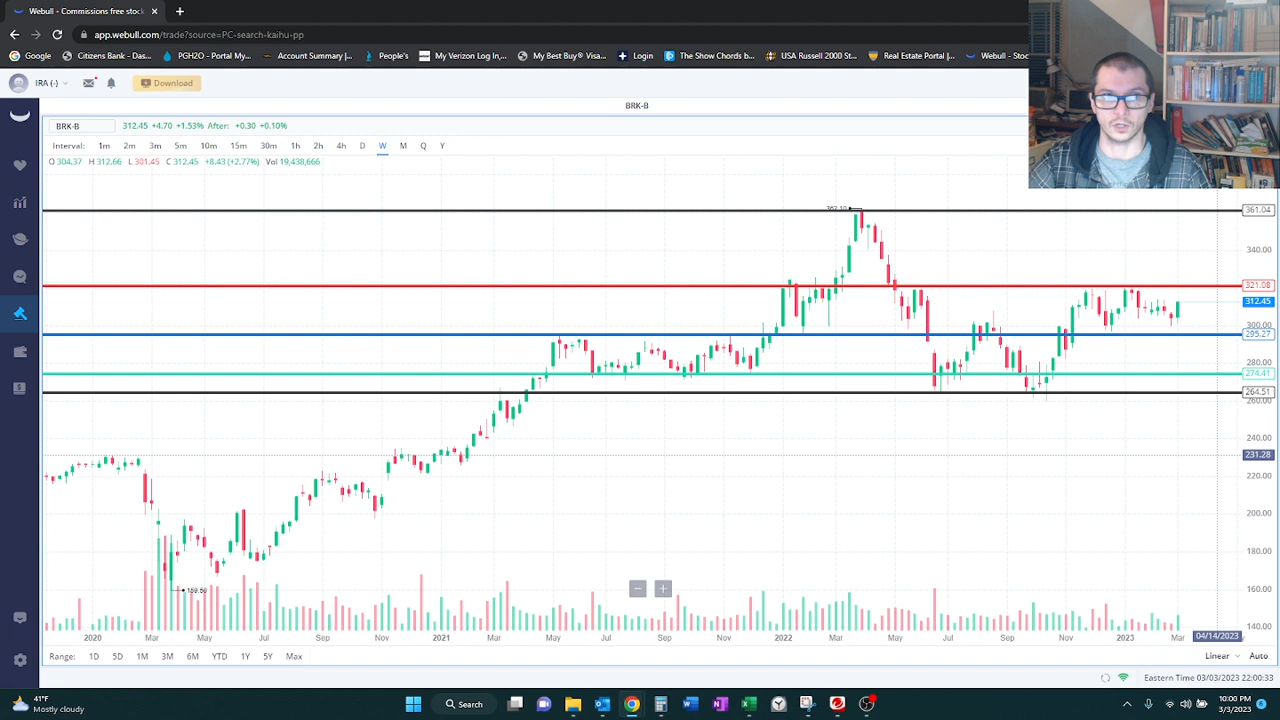 Webull - Commissions free stock
app.webull.com/trade?source=PC-search-kaihu-pp
Google Citizens Bank - Das PGH2O - Portal My... Account Summary |... People's My Verizon Log In,... My Best Buy® Visa... Login The Show Chords b... USA Russell 2000 St... Real Estate Portal |... Webull - Stoc
IRA (-) Download
BRK-B
BRK-B 312.45 +4.70 +1.53% After: +0.30 +0.10%
Interval: 1m 2m 3m 5m 10m 15m 30m 1h 2h 4h D W M Q Y
O 304.37 H 312.66 L 301.45 C 312.45 +8.43 (+2.77%) Vol 19,438,666
362.10
361.04
340.00
321.08
312.45
300.00
295.27
280.00
274.41
264.51
260.00
240.00
231.28
220.00
200.00
180.00
159.50
160.00
140.00
2020 Mar May Jul Sep Nov 2021 Mar May Jul Sep Nov 2022 Mar May Jul Sep Nov 2023 Mar 04/14/2023
Range: 1D 5D 1M 3M 6M YTD 1Y 5Y Max Linear Auto
Eastern Time 03/03/2023 22:00:33
41°F
Mostly cloudy
Search
10:00 PM
3/3/2023